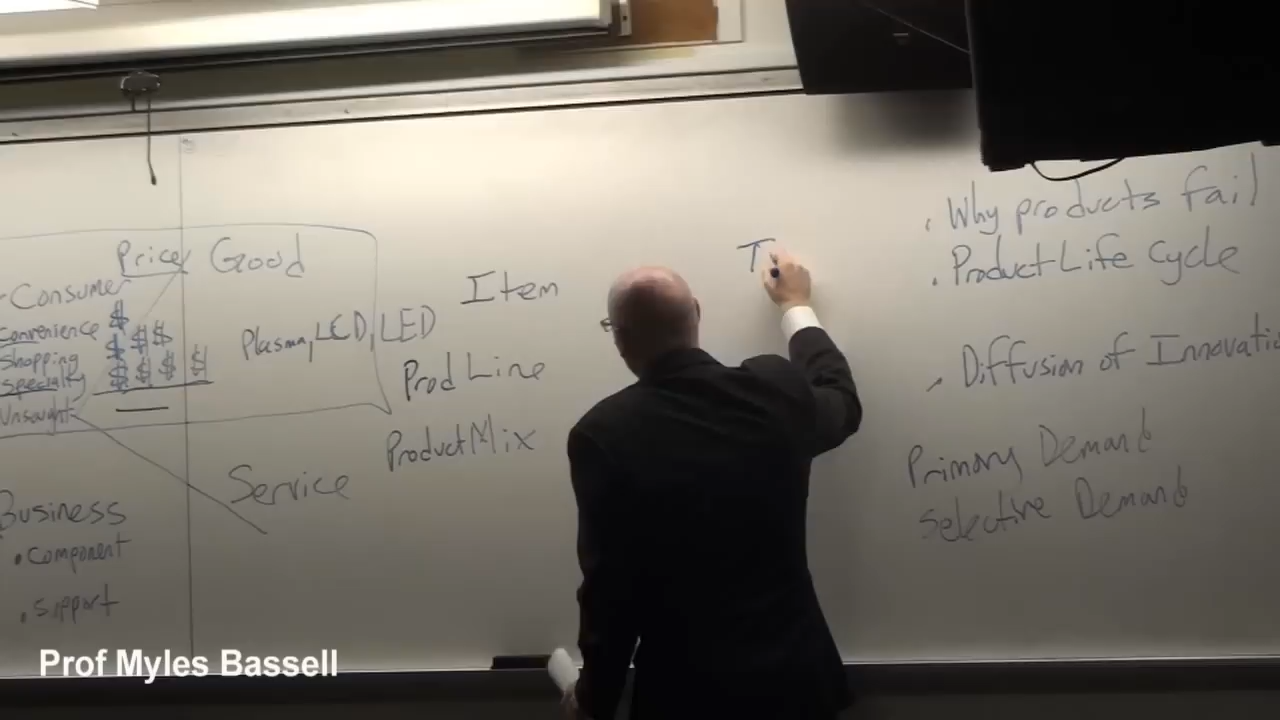 Price Good
Consumer
Convenience $
$ $ $
Shopping
Specialty $ $ $ $
Unsought
Plasma, LCD, LED
Service
Business
• Component
• Support
Item
Prod Line
Product Mix
T
• Why products fail
• Product Life Cycle
• Diffusion of Innovatio
Primary Demand
Selective Demand
Prof Myles Bassell